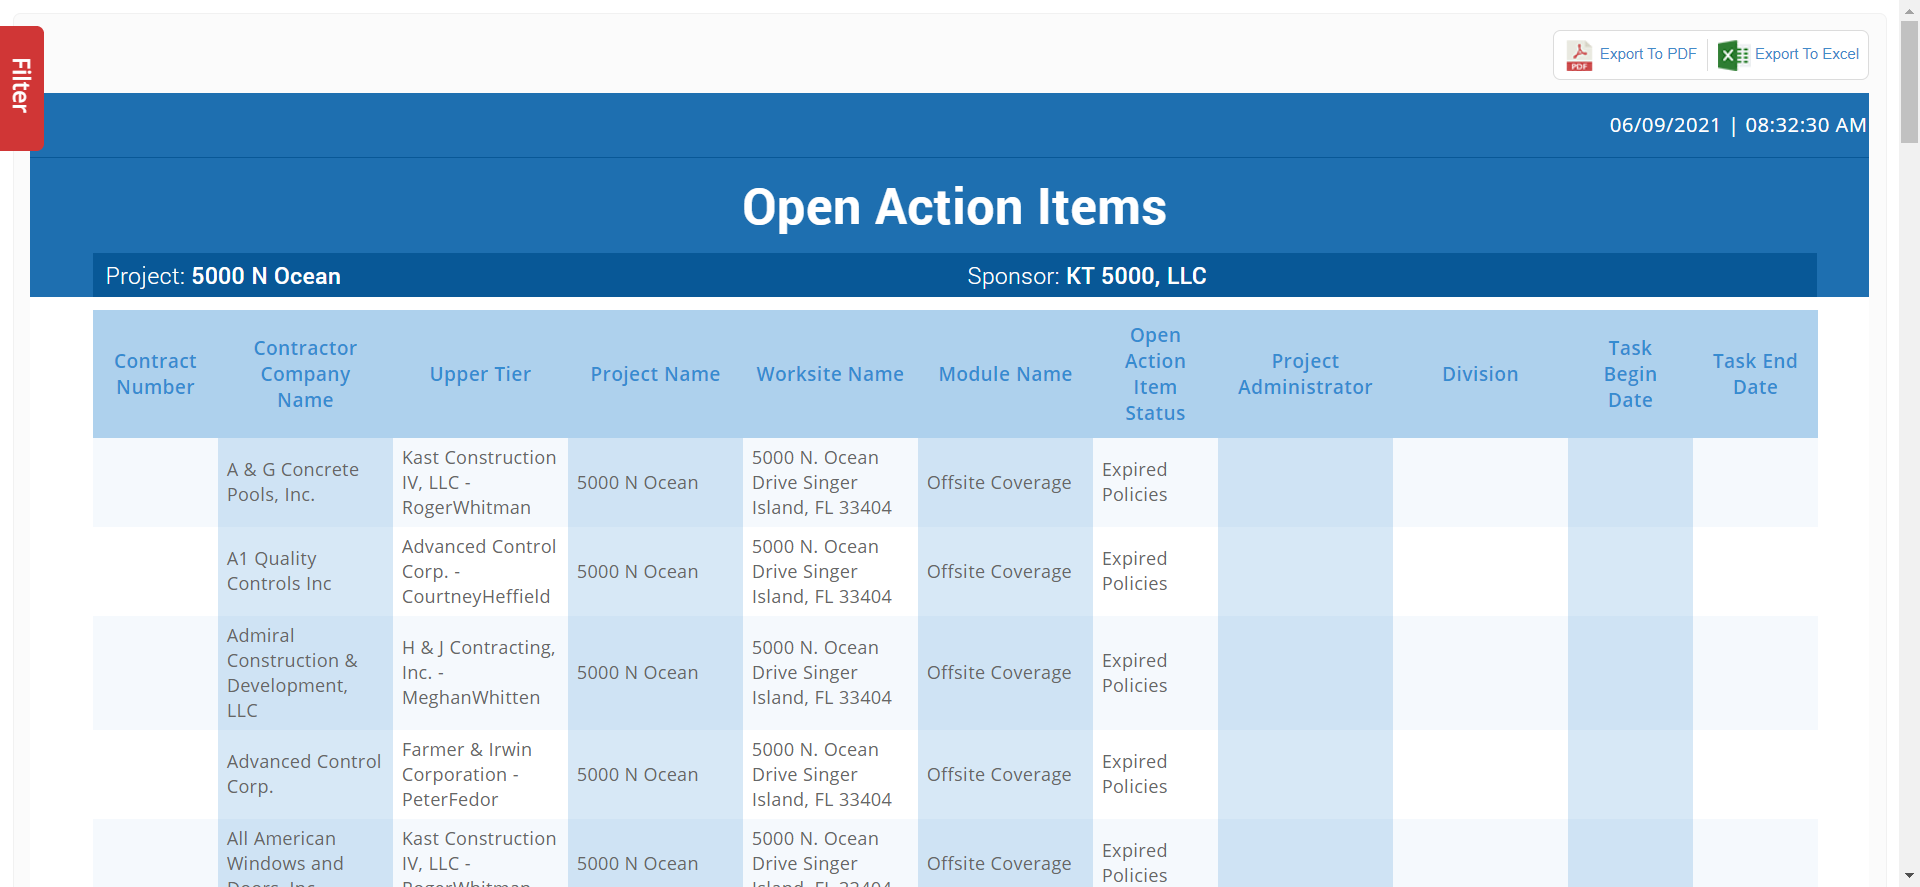 Filter
PDF
Export To PDF
Export To Excel
06/09/2021 | 08:32:30 AM
Open Action Items
Project: 5000 N Ocean
Sponsor: KT 5000, LLC
Contract
Number
Contractor
Company
Name
Upper Tier
Project Name
Worksite Name
Module Name
Open
Action
Item
Status
Project
Administrator
Division
Task
Begin
Date
Task End
Date
A & G Concrete
Pools, Inc.
Kast Construction
IV, LLC -
RogerWhitman
5000 N Ocean
5000 N. Ocean
Drive Singer
Island, FL 33404
Offsite Coverage
Expired
Policies
A1 Quality
Controls Inc
Advanced Control
Corp. -
CourtneyHeffield
5000 N Ocean
5000 N. Ocean
Drive Singer
Island, FL 33404
Offsite Coverage
Expired
Policies
Admiral
Construction &
Development,
LLC
H & J Contracting,
Inc. -
MeghanWhitten
5000 N Ocean
5000 N. Ocean
Drive Singer
Island, FL 33404
Offsite Coverage
Expired
Policies
Advanced Control
Corp.
Farmer & Irwin
Corporation -
PeterFedor
5000 N Ocean
5000 N. Ocean
Drive Singer
Island, FL 33404
Offsite Coverage
Expired
Policies
All American
Windows and
Doors, Inc.
Kast Construction
IV, LLC -
RogerWhitman
5000 N Ocean
5000 N. Ocean
Drive Singer
Island, FL 33404
Offsite Coverage
Expired
Policies